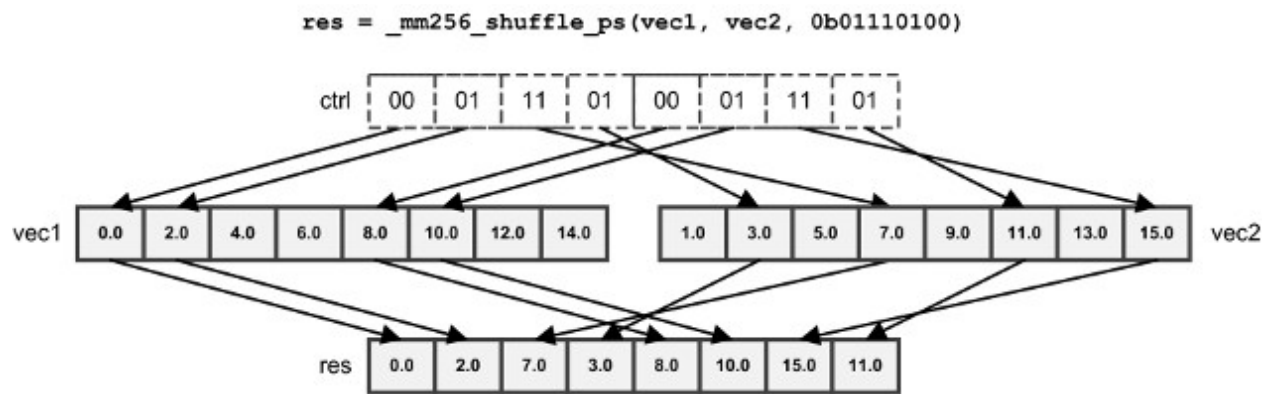 res = _mm256_shuffle_ps(vec1, vec2, 0b01110100)
ctrl 00 01 11 01 00 01 11 01
vec1 0.0 2.0 4.0 6.0 8.0 10.0 12.0 14.0 1.0 3.0 5.0 7.0 9.0 11.0 13.0 15.0 vec2
res 0.0 2.0 7.0 3.0 8.0 10.0 15.0 11.0